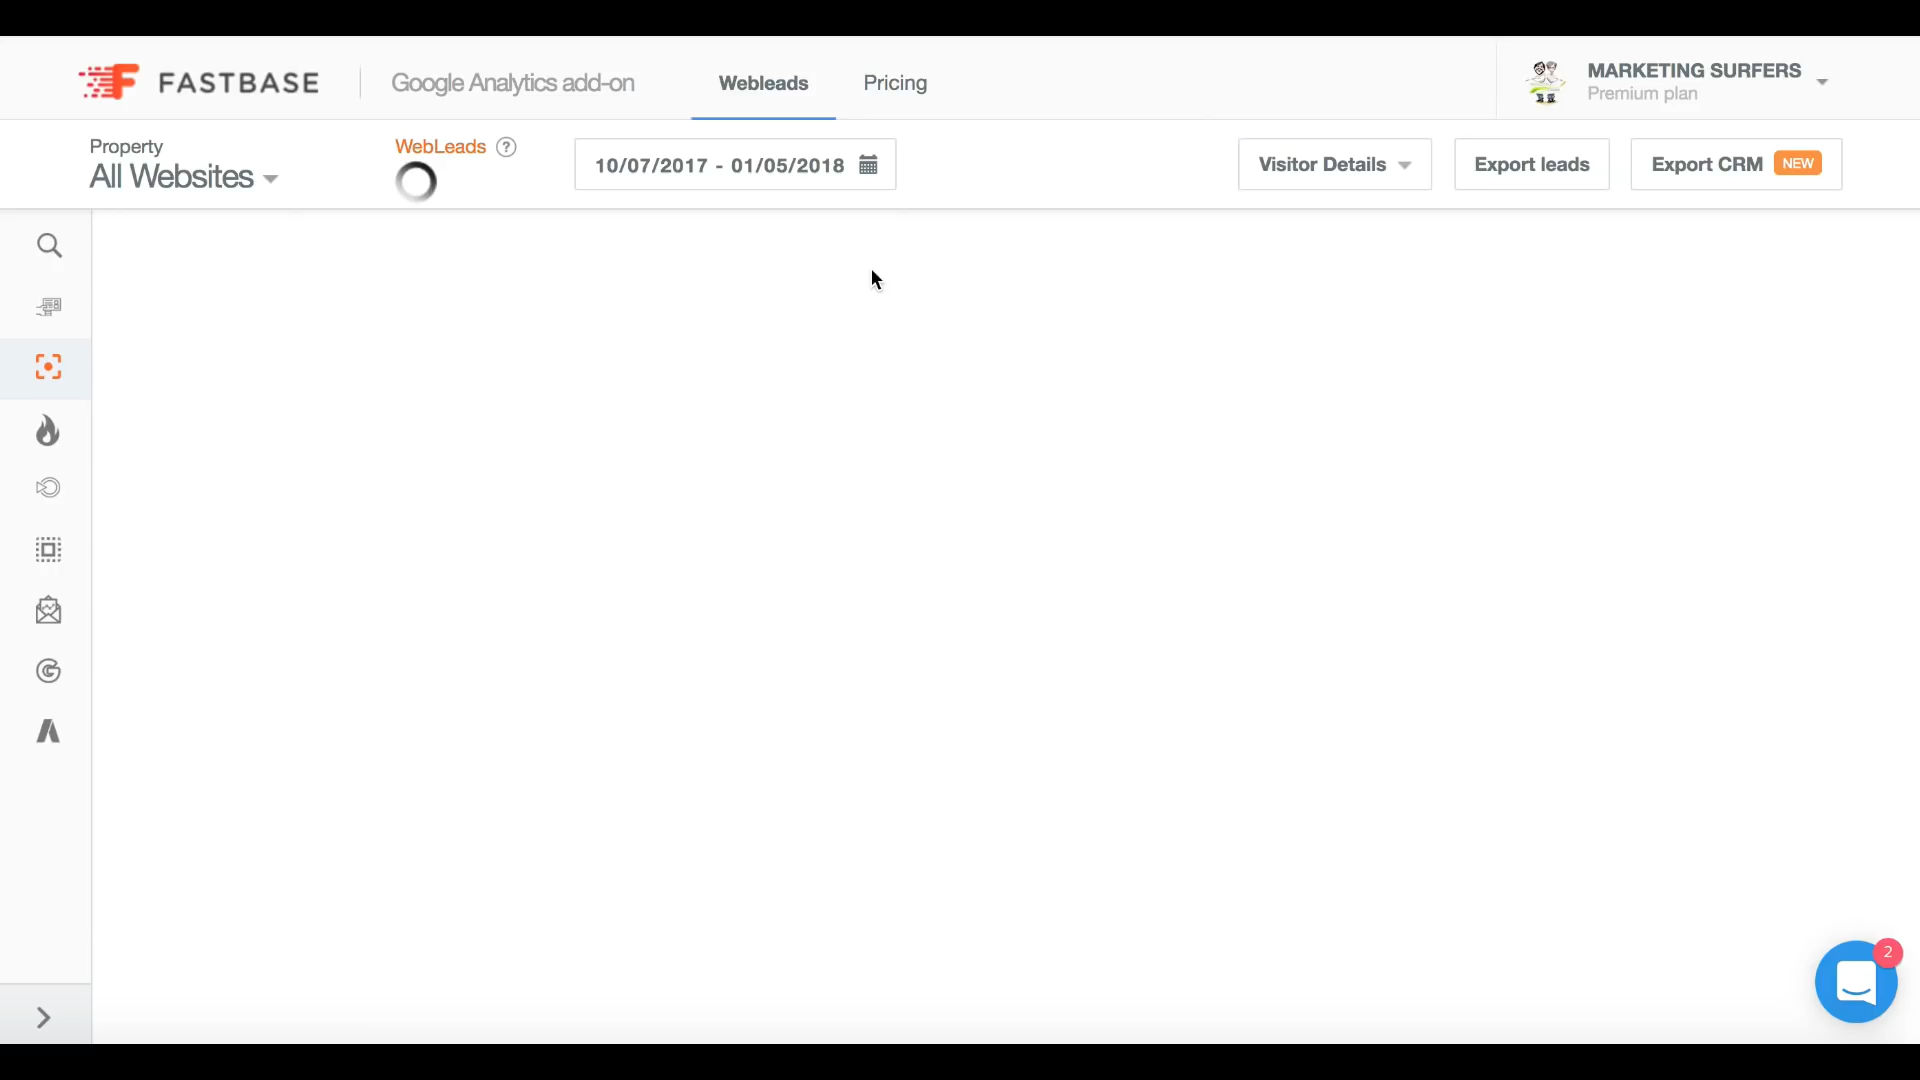 FASTBASE
Google Analytics add-on
Webleads
Pricing
MARKETING SURFERS
Premium plan
Property
All Websites
WebLeads ?
10/07/2017 - 01/05/2018
Visitor Details
Export leads
Export CRM NEW
2